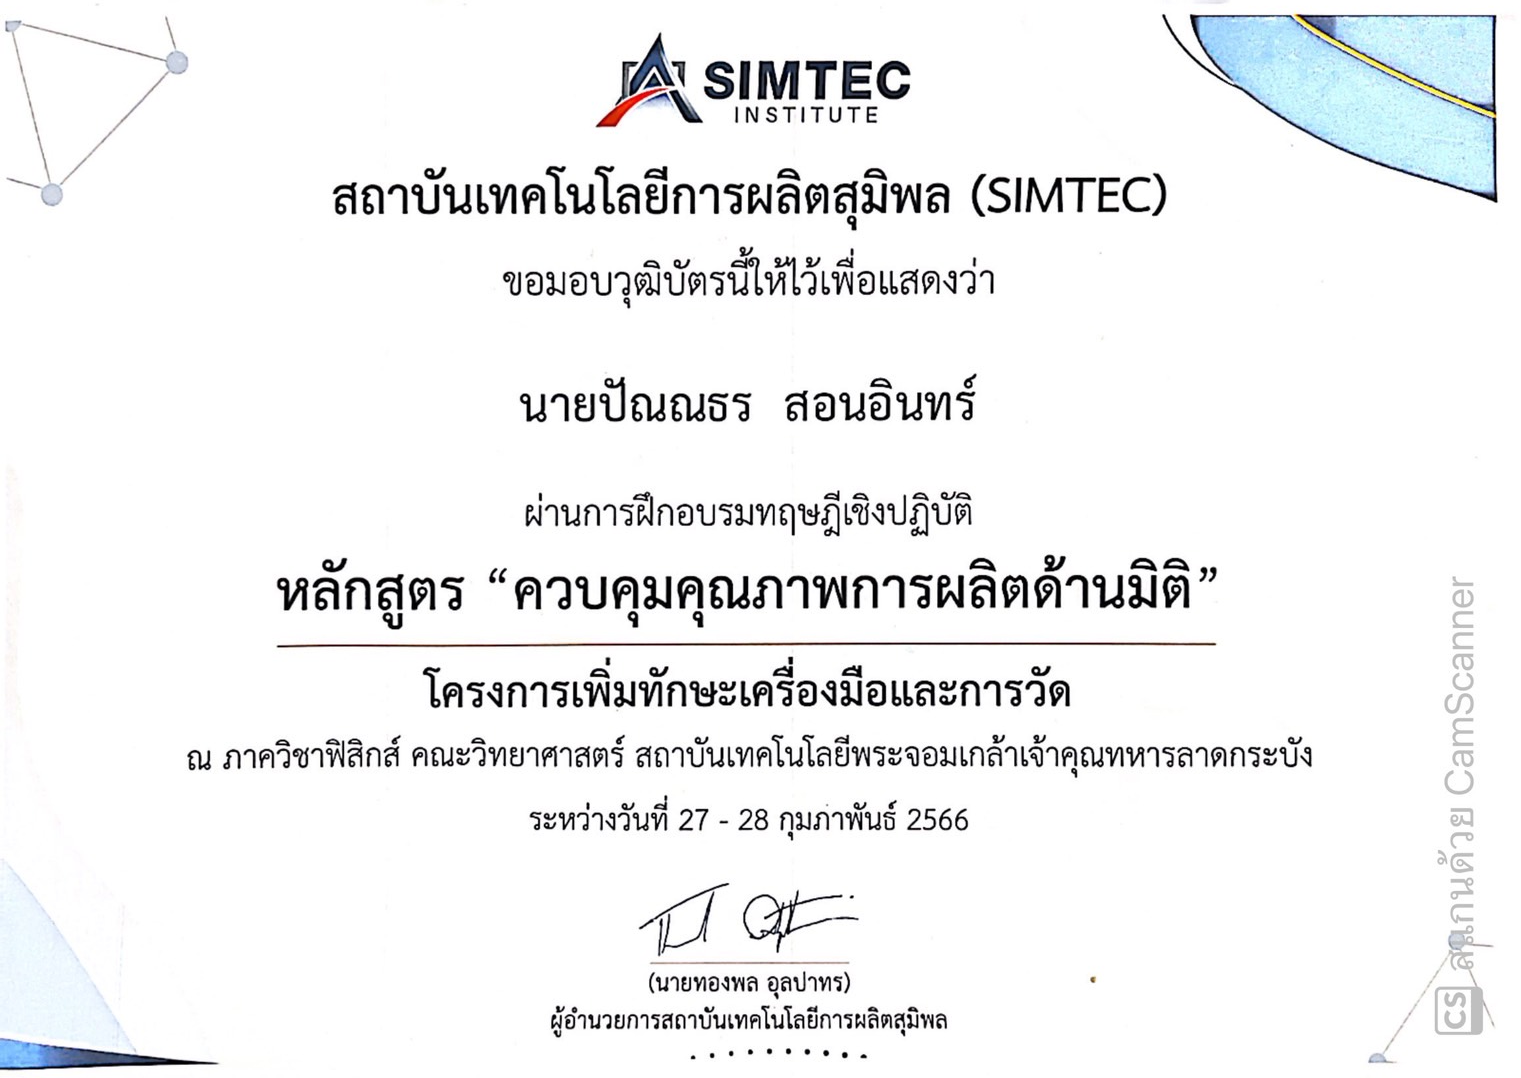 SIMTEC
INSTITUTE
สถาบันเทคโนโลยีการผลิตสุมิพล (SIMTEC)
ขอมอบวุฒิบัตรนี้ให้ไว้เพื่อแสดงว่า
นายปัณณธร สอนอินทร์
ผ่านการฝึกอบรมทฤษฎีเชิงปฏิบัติ
หลักสูตร “ควบคุมคุณภาพการผลิตด้านมิติ”
โครงการเพิ่มทักษะเครื่องมือและการวัด
ณ ภาควิชาฟิสิกส์ คณะวิทยาศาสตร์ สถาบันเทคโนโลยีพระจอมเกล้าเจ้าคุณทหารลาดกระบัง
ระหว่างวันที่ 27 - 28 กุมภาพันธ์ 2566
(นายทองพล อุลปาทร)
ผู้อำนวยการสถาบันเทคโนโลยีการผลิตสุมิพล
CS สแกนด้วย CamScanner